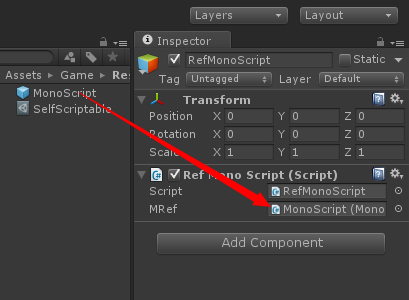 Layers
Layout
Inspector
RefMonoScript
Static
Tag Untagged Layer Default
Assets Game Res
MonoScript
SelfScriptable
Transform
Position X 0 Y 0 Z 0
Rotation X 0 Y 0 Z 0
Scale X 1 Y 1 Z 1
Ref Mono Script (Script)
Script RefMonoScript
MRef MonoScript (Mono
Add Component